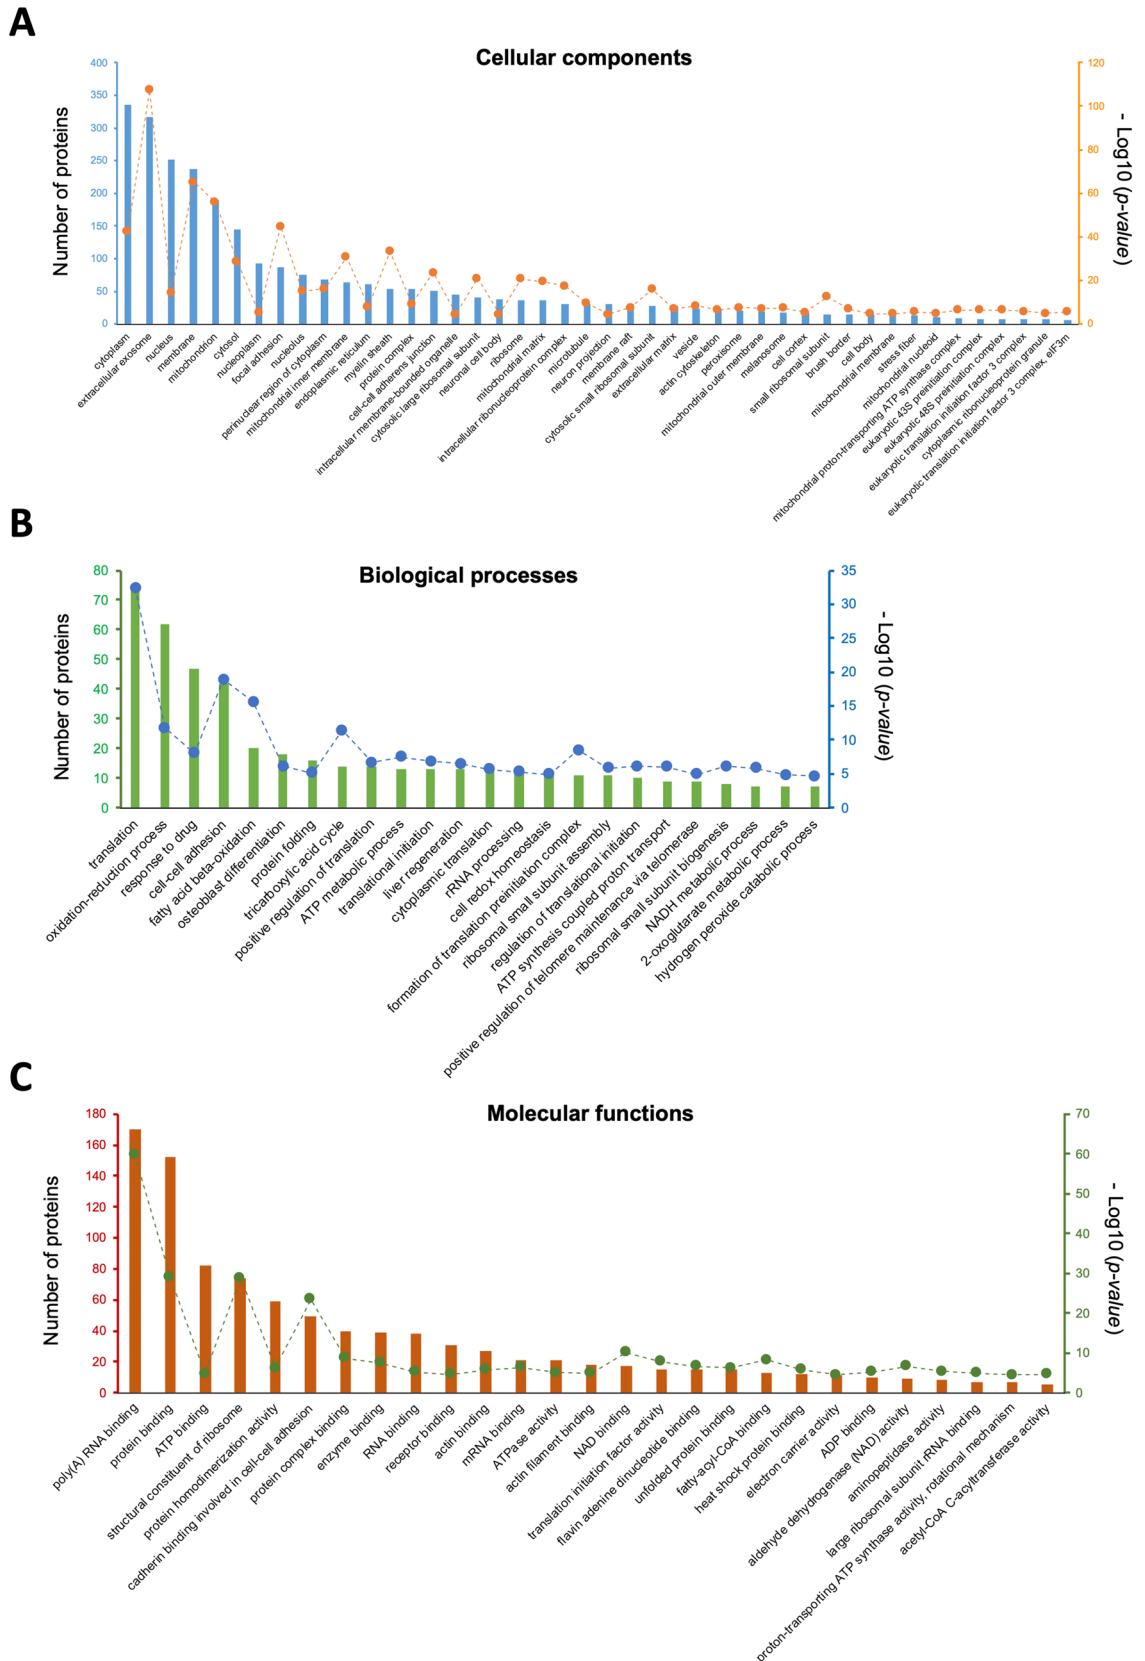 A
Cellular components
Number of proteins
400
350
300
250
200
150
100
50
0
120
100
80
60
40
20
0
- Log10 (p-value)
cytoplasm
extracellular exosome
nucleus
membrane
mitochondrion
cytosol
nucleoplasm
focal adhesion
nucleolus
perinuclear region of cytoplasm
mitochondrial inner membrane
endoplasmic reticulum
myelin sheath
protein complex
cell-cell adherens junction
intracellular membrane-bounded organelle
cytosolic large ribosomal subunit
neuronal cell body
ribosome
mitochondrial matrix
intracellular ribonucleoprotein complex
microtubule
neuron projection
membrane raft
cytosolic small ribosomal subunit
extracellular matrix
vesicle
actin cytoskeleton
peroxisome
mitochondrial outer membrane
melanosome
cell cortex
small ribosomal subunit
brush border
cell body
mitochondrial membrane
stress fiber
mitochondrial nucleoid
mitochondrial proton-transporting ATP synthase complex
eukaryotic 43S preinitiation complex
eukaryotic 48S preinitiation complex
eukaryotic translation initiation factor 3 complex
cytoplasmic ribonucleoprotein granule
eukaryotic translation initiation factor 3 complex, eIF3m
B
Biological processes
Number of proteins
80
70
60
50
40
30
20
10
0
35
30
25
20
15
10
5
0
- Log10 (p-value)
translation
oxidation-reduction process
response to drug
cell-cell adhesion
fatty acid beta-oxidation
osteoblast differentiation
protein folding
tricarboxylic acid cycle
positive regulation of translation
ATP metabolic process
translational initiation
liver regeneration
cytoplasmic translation
rRNA processing
cell redox homeostasis
formation of translation preinitiation complex
ribosomal small subunit assembly
regulation of translational initiation
ATP synthesis coupled proton transport
positive regulation of telomere maintenance via telomerase
ribosomal small subunit biogenesis
NADH metabolic process
2-oxoglutarate metabolic process
hydrogen peroxide catabolic process
C
Molecular functions
Number of proteins
180
160
140
120
100
80
60
40
20
0
70
60
50
40
30
20
10
0
- Log10 (p-value)
poly(A) RNA binding
protein binding
ATP binding
structural constituent of ribosome
protein homodimerization activity
cadherin binding involved in cell-cell adhesion
protein complex binding
enzyme binding
RNA binding
receptor binding
actin binding
mRNA binding
ATPase activity
actin filament binding
NAD binding
translation initiation factor activity
flavin adenine dinucleotide binding
unfolded protein binding
fatty-acyl-CoA binding
heat shock protein binding
electron carrier activity
ADP binding
aldehyde dehydrogenase (NAD) activity
aminopeptidase activity
large ribosomal subunit rRNA binding
proton-transporting ATP synthase activity, rotational mechanism
acetyl-CoA C-acyltransferase activity